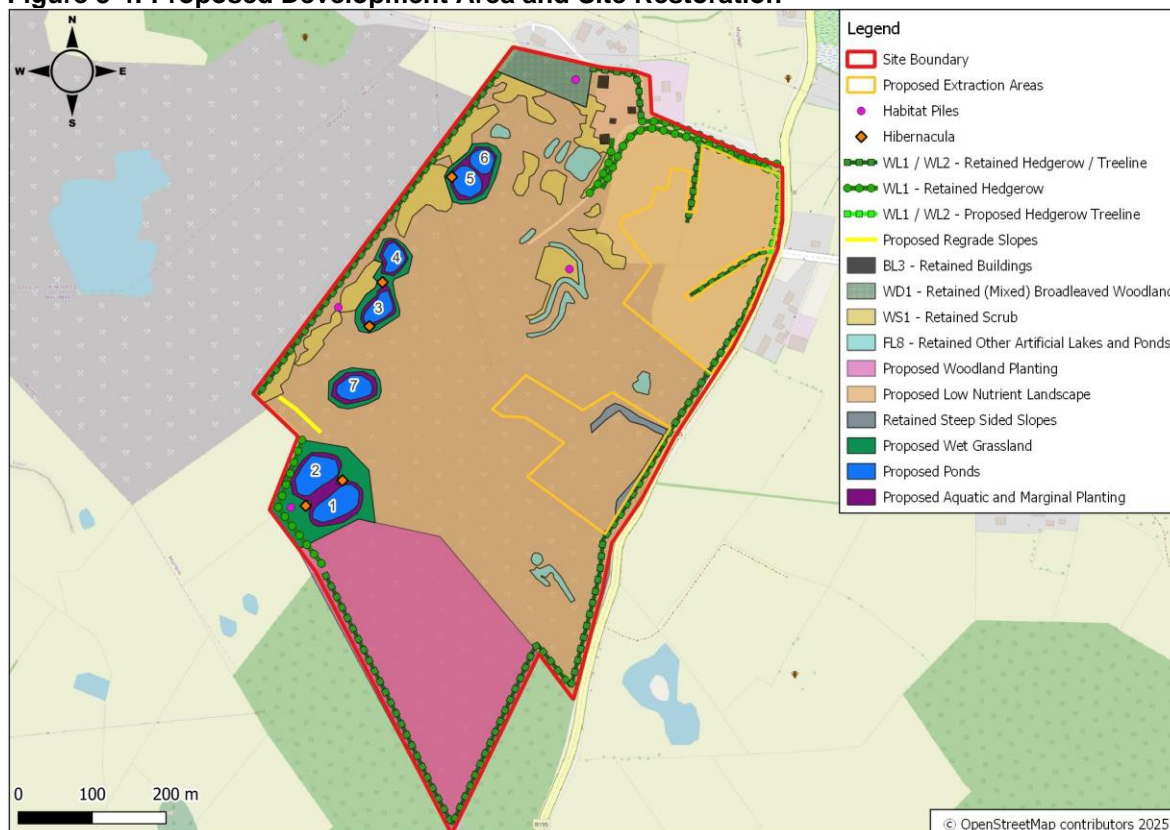 Figure 3-4: Proposed Development Area and Site Restoration
N
W E
S
Legend
Site Boundary
Proposed Extraction Areas
Habitat Piles
Hibernacula
WL1 / WL2 - Retained Hedgerow / Treeline
WL1 - Retained Hedgerow
WL1 / WL2 - Proposed Hedgerow Treeline
Proposed Regrade Slopes
BL3 - Retained Buildings
WD1 - Retained (Mixed) Broadleaved Woodland
WS1 - Retained Scrub
FL8 - Retained Other Artificial Lakes and Ponds
Proposed Woodland Planting
Proposed Low Nutrient Landscape
Retained Steep Sided Slopes
Proposed Wet Grassland
Proposed Ponds
Proposed Aquatic and Marginal Planting
6
5
4
3
7
2
1
0 100 200 m
R195
© OpenStreetMap contributors 2025